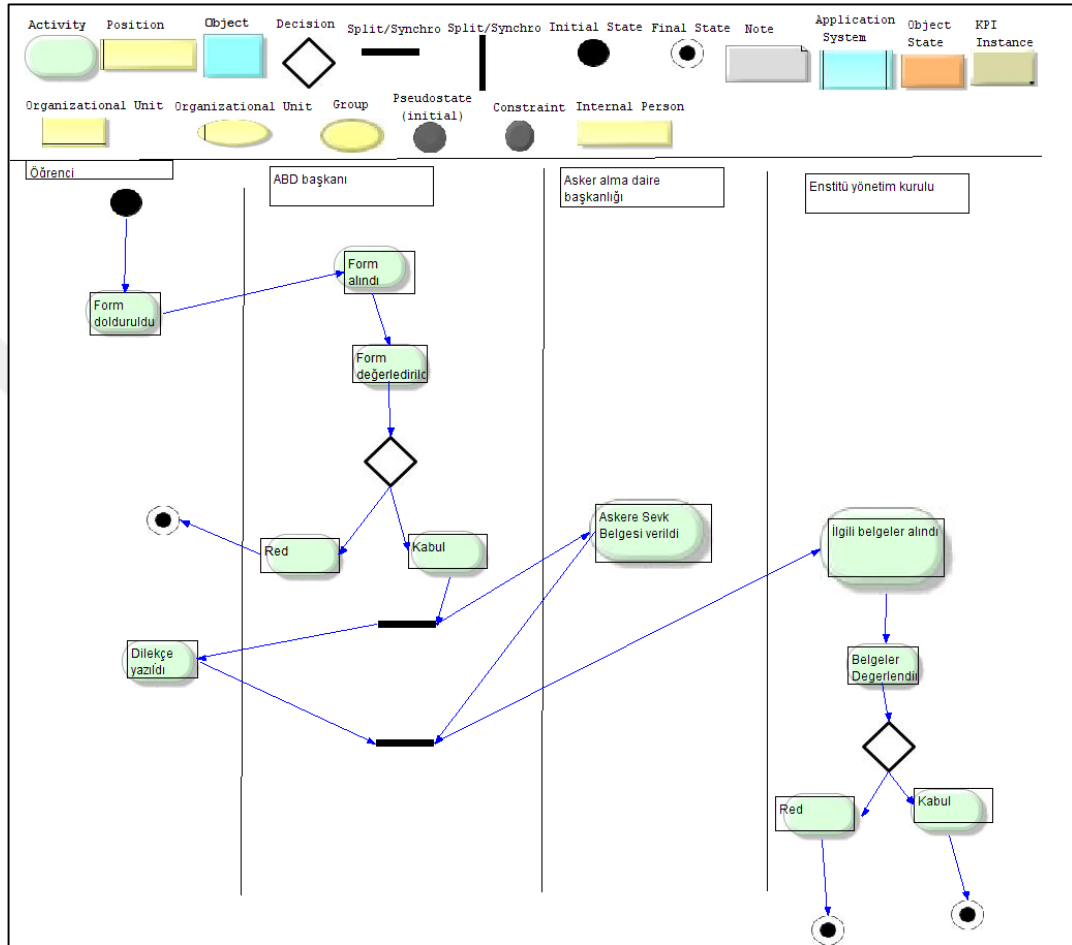 Activity Position Object Decision Split/Synchro Split/Synchro Initial State Final State Note Application System Object State KPI Instance
Organizational Unit Organizational Unit Group Pseudostate (initial) Constraint Internal Person
Öğrenci
ABD başkanı
Asker alma daire
başkanlığı
Enstitü yönetim kurulu
Form
alındı
Form
dolduruldu
Form
değerledirild
Askere Sevk
Belgesi verildi
İlgili belgeler alındı
Red
Kabul
Dilekçe
yazıldı
Belgeler
Degerlendir
Red
Kabul